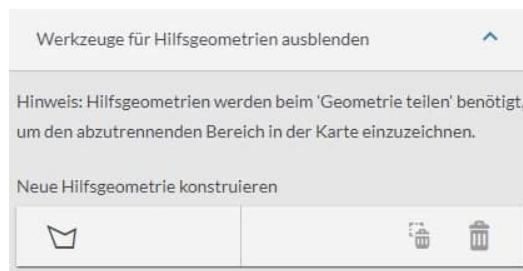 Werkzeuge für Hilfsgeometrien ausblenden
Hinweis: Hilfsgeometrien werden beim 'Geometrie teilen' benötigt,
um den abzutrennenden Bereich in der Karte einzuzeichnen.
Neue Hilfsgeometrie konstruieren